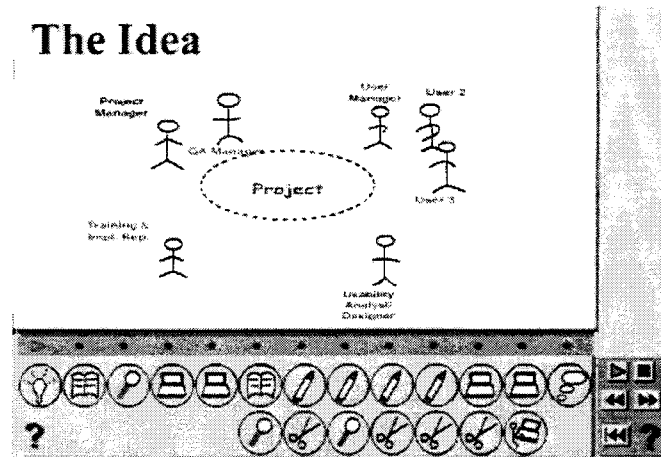 The Idea
Project
Manager
QA Manager
User
Manager
User 2
User 3
Project
Training &
Impl. Rep.
Usability
Analyst/
Designer
?
?